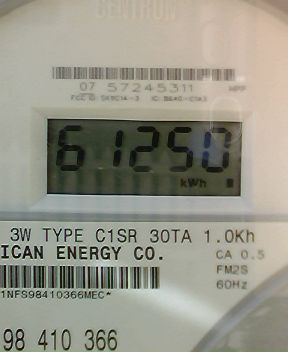 CENTRON
07 57245311
61250
kWh
3W TYPE C1SR 30TA 1.0Kh
ICAN ENERGY CO.
CA 0.5
FM2S
60Hz
1NFS98410366MEC*
98 410 366